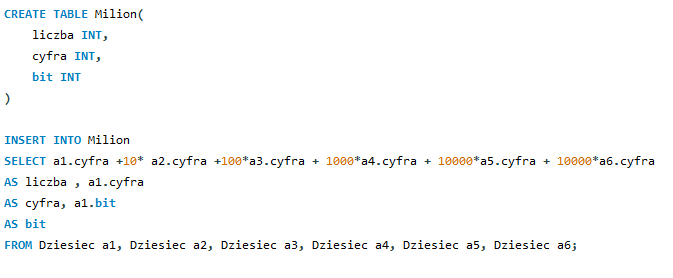 CREATE TABLE Milion(
liczba INT,
cyfra INT,
bit INT
)
INSERT INTO Milion
SELECT a1.cyfra +10* a2.cyfra +100*a3.cyfra + 1000*a4.cyfra + 10000*a5.cyfra + 10000*a6.cyfra
AS liczba , a1.cyfra
AS cyfra, a1.bit
AS bit
FROM Dziesiec a1, Dziesiec a2, Dziesiec a3, Dziesiec a4, Dziesiec a5, Dziesiec a6;